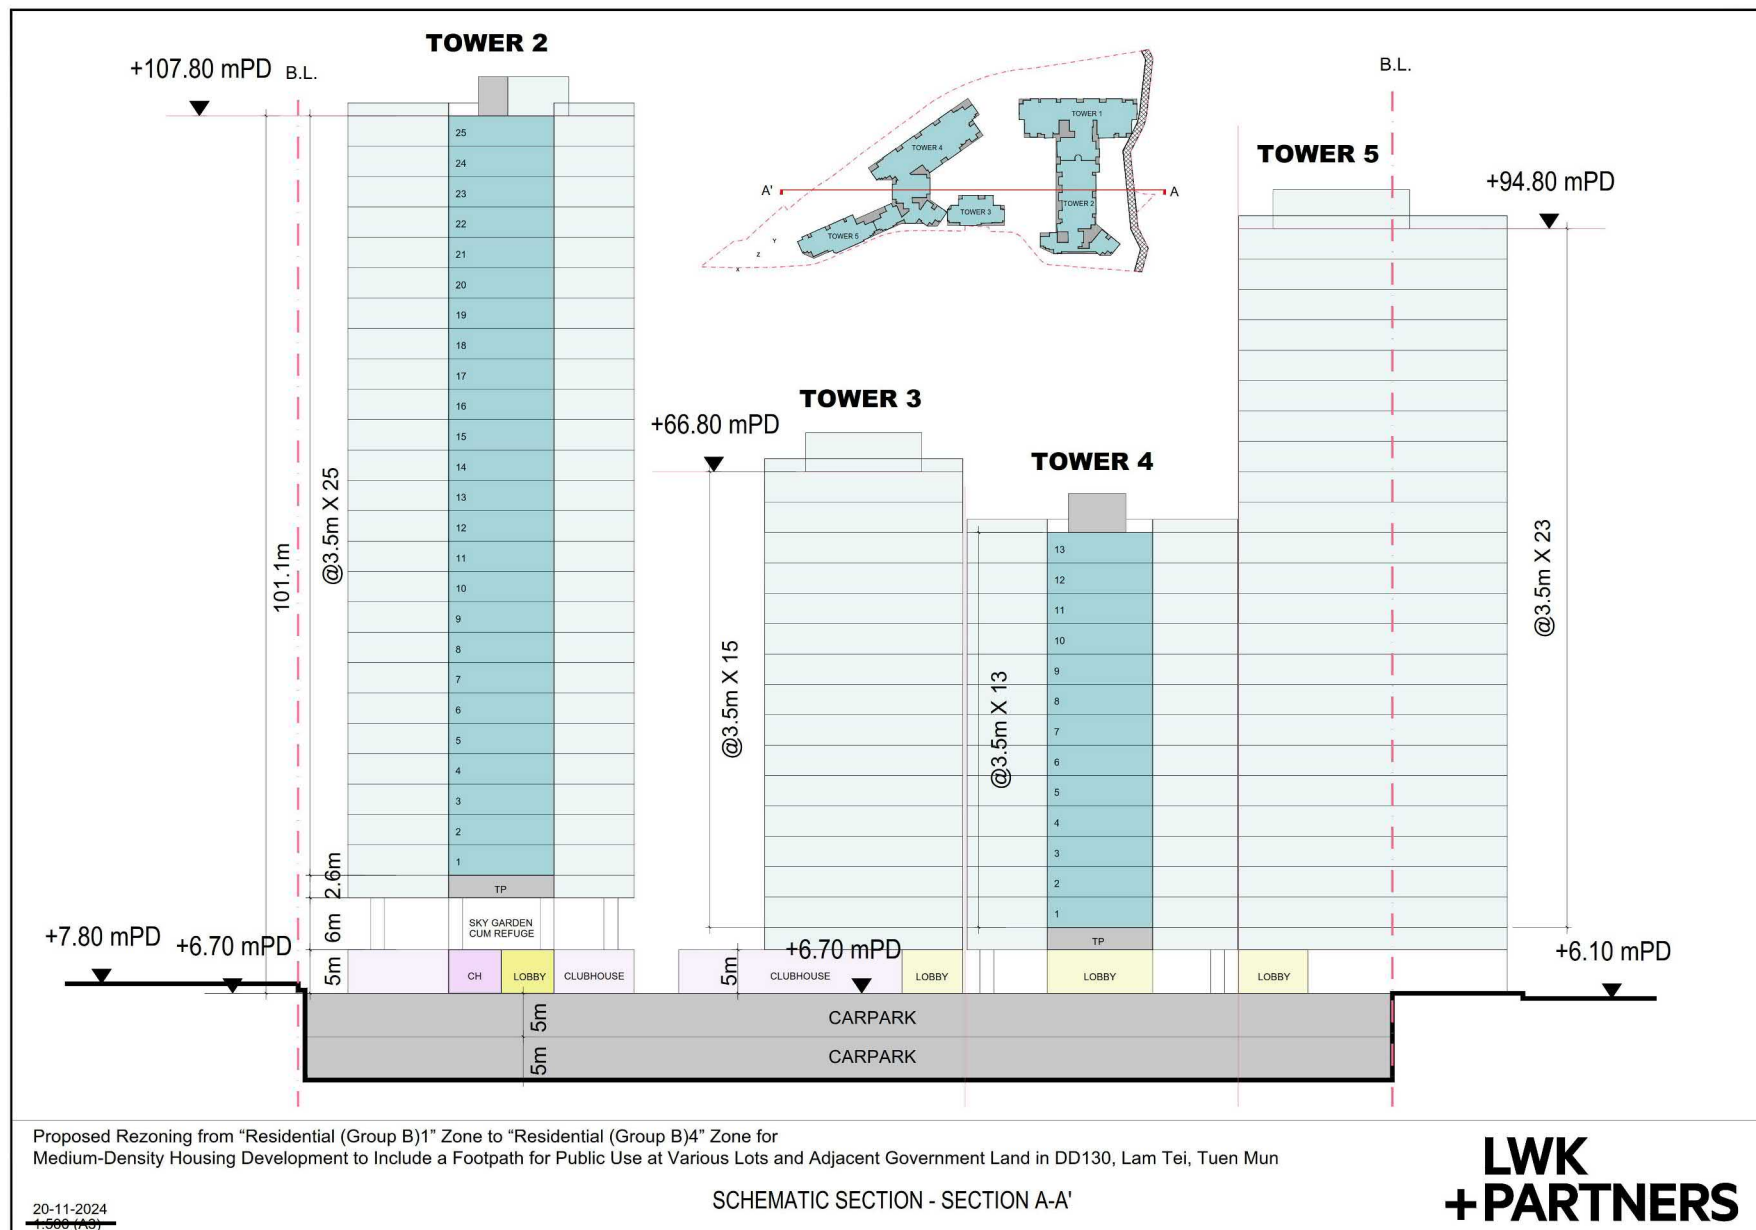 TOWER 2
+107.80 mPD
B.L.
B.L.
TOWER 1
TOWER 4
TOWER 5
+94.80 mPD
A'
A
TOWER 2
TOWER 3
TOWER 5
Y
Z
X
25
24
23
22
21
20
19
18
17
16
15
14
13
12
11
10
9
8
7
6
5
4
3
2
1
TP
SKY GARDEN
CUM REFUGE
CH
LOBBY
CLUBHOUSE
101.1m
@3.5m X 25
2.6m
6m
5m
+7.80 mPD
+6.70 mPD
TOWER 3
+66.80 mPD
@3.5m X 15
5m
+6.70 mPD
CLUBHOUSE
LOBBY
TOWER 4
@3.5m X 13
13
12
11
10
9
8
7
6
5
4
3
2
1
TP
LOBBY
LOBBY
@3.5m X 23
+6.10 mPD
5m
CARPARK
5m
CARPARK
Proposed Rezoning from “Residential (Group B)1” Zone to “Residential (Group B)4” Zone for
Medium-Density Housing Development to Include a Footpath for Public Use at Various Lots and Adjacent Government Land in DD130, Lam Tei, Tuen Mun
SCHEMATIC SECTION - SECTION A-A'
20-11-2024
1:500 (A3)
LWK
+PARTNERS